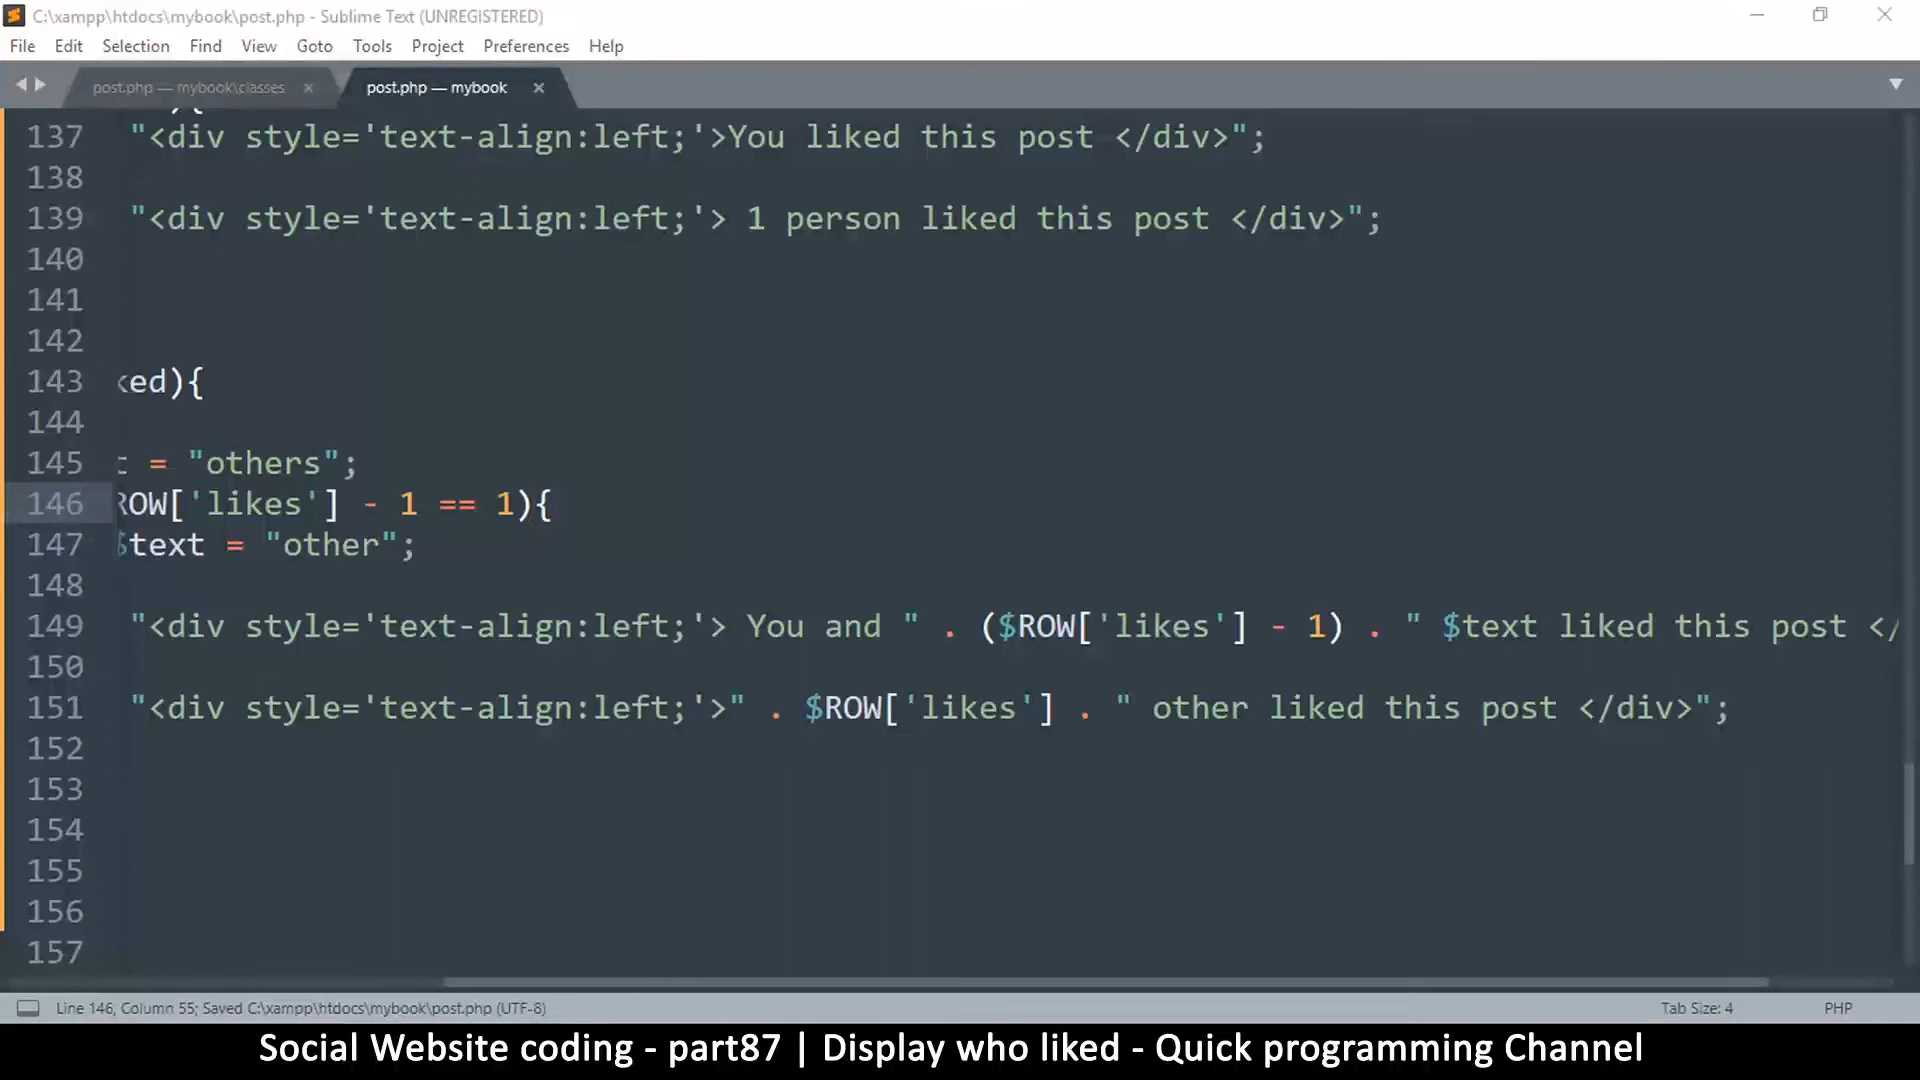 C:\xampp\htdocs\mybook\post.php - Sublime Text (UNREGISTERED)
File Edit Selection Find View Goto Tools Project Preferences Help
post.php — mybook\classes × post.php — mybook ×
){
137 "<div style='text-align:left;'>You liked this post </div>";
138
139 "<div style='text-align:left;'> 1 person liked this post </div>";
140
141
142
143 ked){
144
145 t = "others";
146 ROW['likes'] - 1 == 1){
147 $text = "other";
148
149 "<div style='text-align:left;'> You and " . ($ROW['likes'] - 1) . " $text liked this post </
150
151 "<div style='text-align:left;'>" . $ROW['likes'] . " other liked this post </div>";
152
153
154
155
156
157
Line 146, Column 55; Saved C:\xampp\htdocs\mybook\post.php (UTF-8) Tab Size: 4 PHP
Social Website coding - part87 | Display who liked - Quick programming Channel